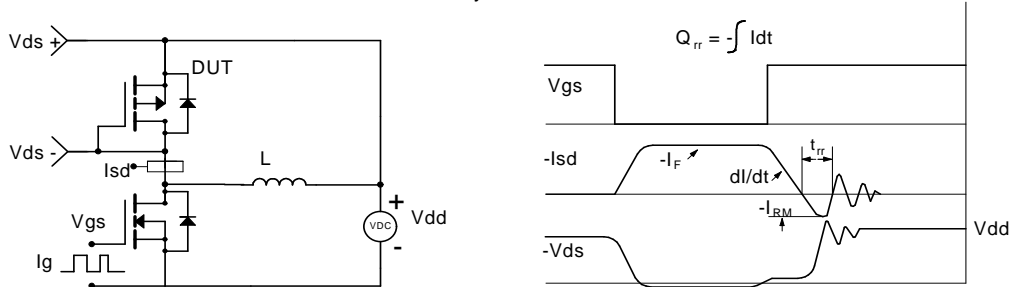 Vds +
DUT
Vds -
Isd
L
Vgs
Ig
+
VDC
-
Vdd
Q rr = -∫ Idt
Vgs
-Isd
-I F
dI/dt
t rr
-I RM
Vdd
-Vds